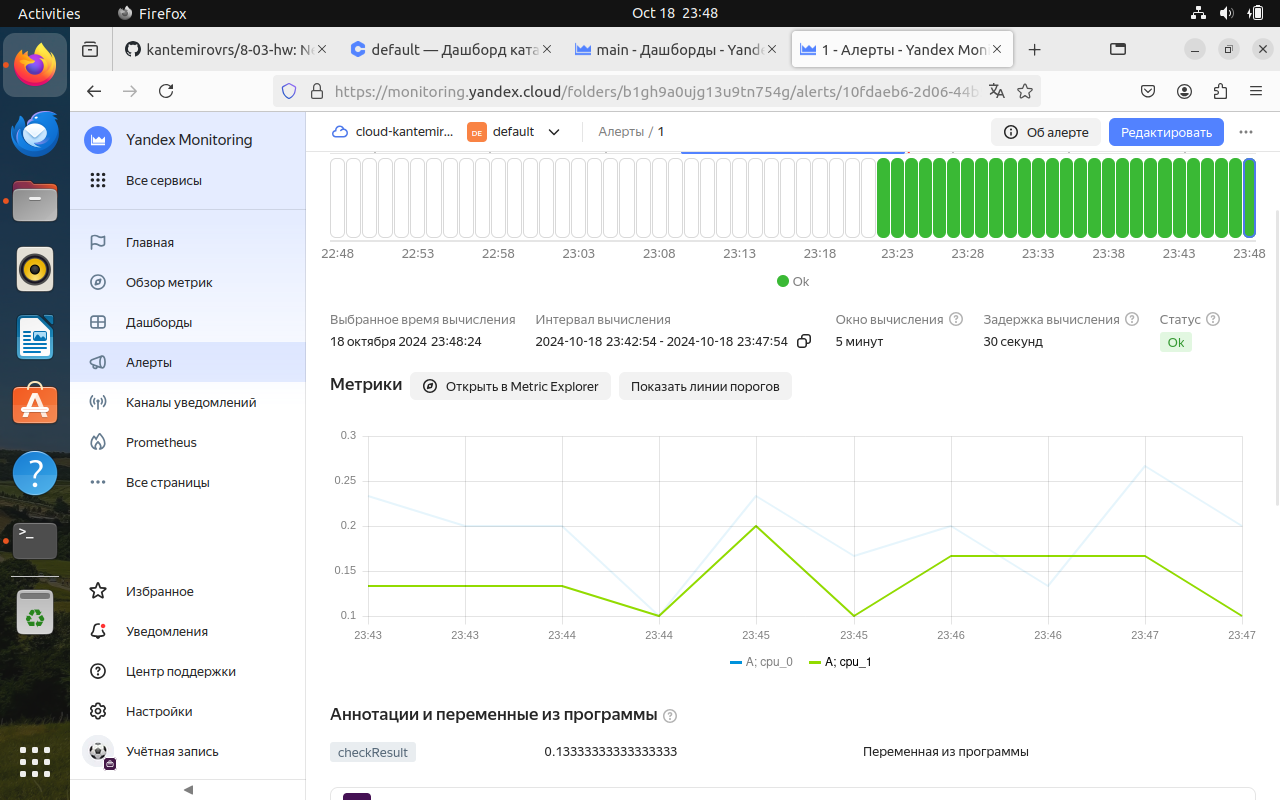 Activities
Firefox
Oct 18 23:48
kantemirovrs/8-03-hw: Ne
default — Дашборд ката
main - Дашборды - Yande
1 - Алерты - Yandex Moni
https://monitoring.yandex.cloud/folders/b1gh9a0ujg13u9tn754g/alerts/10fdaeb6-2d06-44b
Yandex Monitoring
cloud-kantemir...
DE
default
Алерты / 1
Об алерте
Редактировать
Все сервисы
Главная
Обзор метрик
Дашборды
Алерты
Каналы уведомлений
Prometheus
Все страницы
Избранное
Уведомления
Центр поддержки
Настройки
Учётная запись
22:48 22:53 22:58 23:03 23:08 23:13 23:18 23:23 23:28 23:33 23:38 23:43 23:48
Ok
Выбранное время вычисления
18 октября 2024 23:48:24
Интервал вычисления
2024-10-18 23:42:54 - 2024-10-18 23:47:54
Окно вычисления
5 минут
Задержка вычисления
30 секунд
Статус
Ok
Метрики
Открыть в Metric Explorer
Показать линии порогов
0.3
0.25
0.2
0.15
0.1
23:43 23:43 23:44 23:44 23:45 23:45 23:46 23:46 23:47 23:47
A; cpu_0
A; cpu_1
Аннотации и переменные из программы
checkResult
0.13333333333333333
Переменная из программы